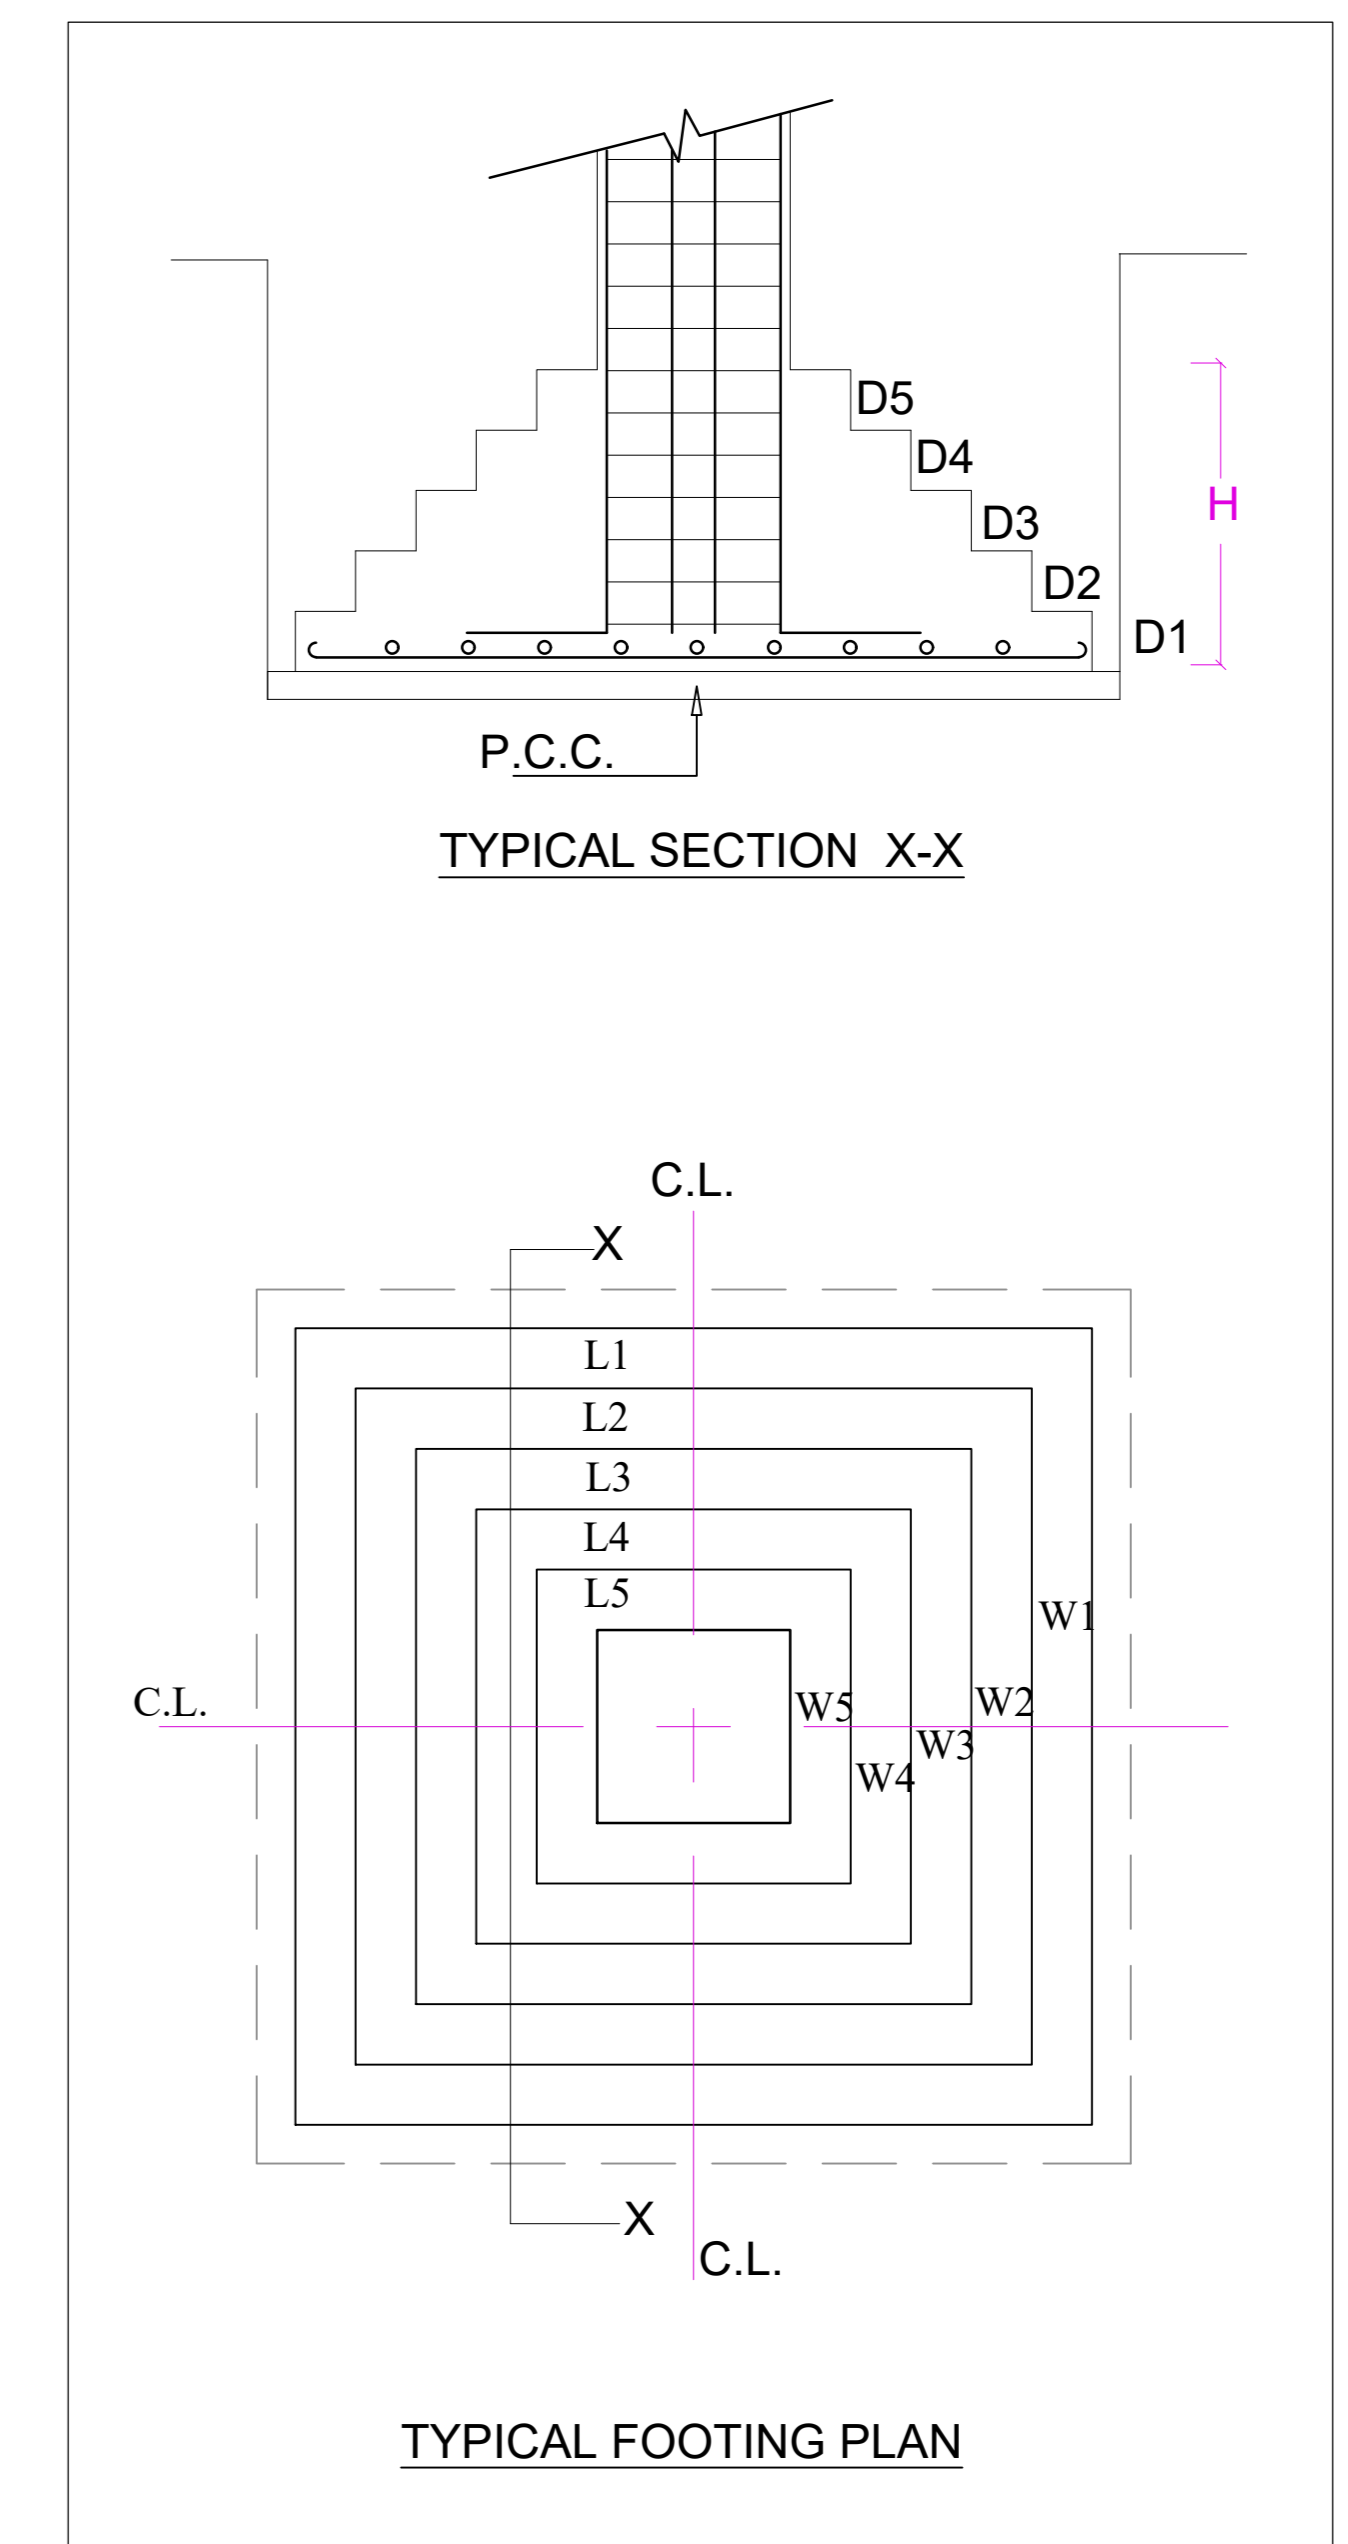 D5
D4
H
D3
D2
D1
P.C.C.
TYPICAL SECTION X-X
C.L.
X
L1
L2
L3
L4
L5
W1
C.L.
W5
W2
W3
W4
X
C.L.
TYPICAL FOOTING PLAN